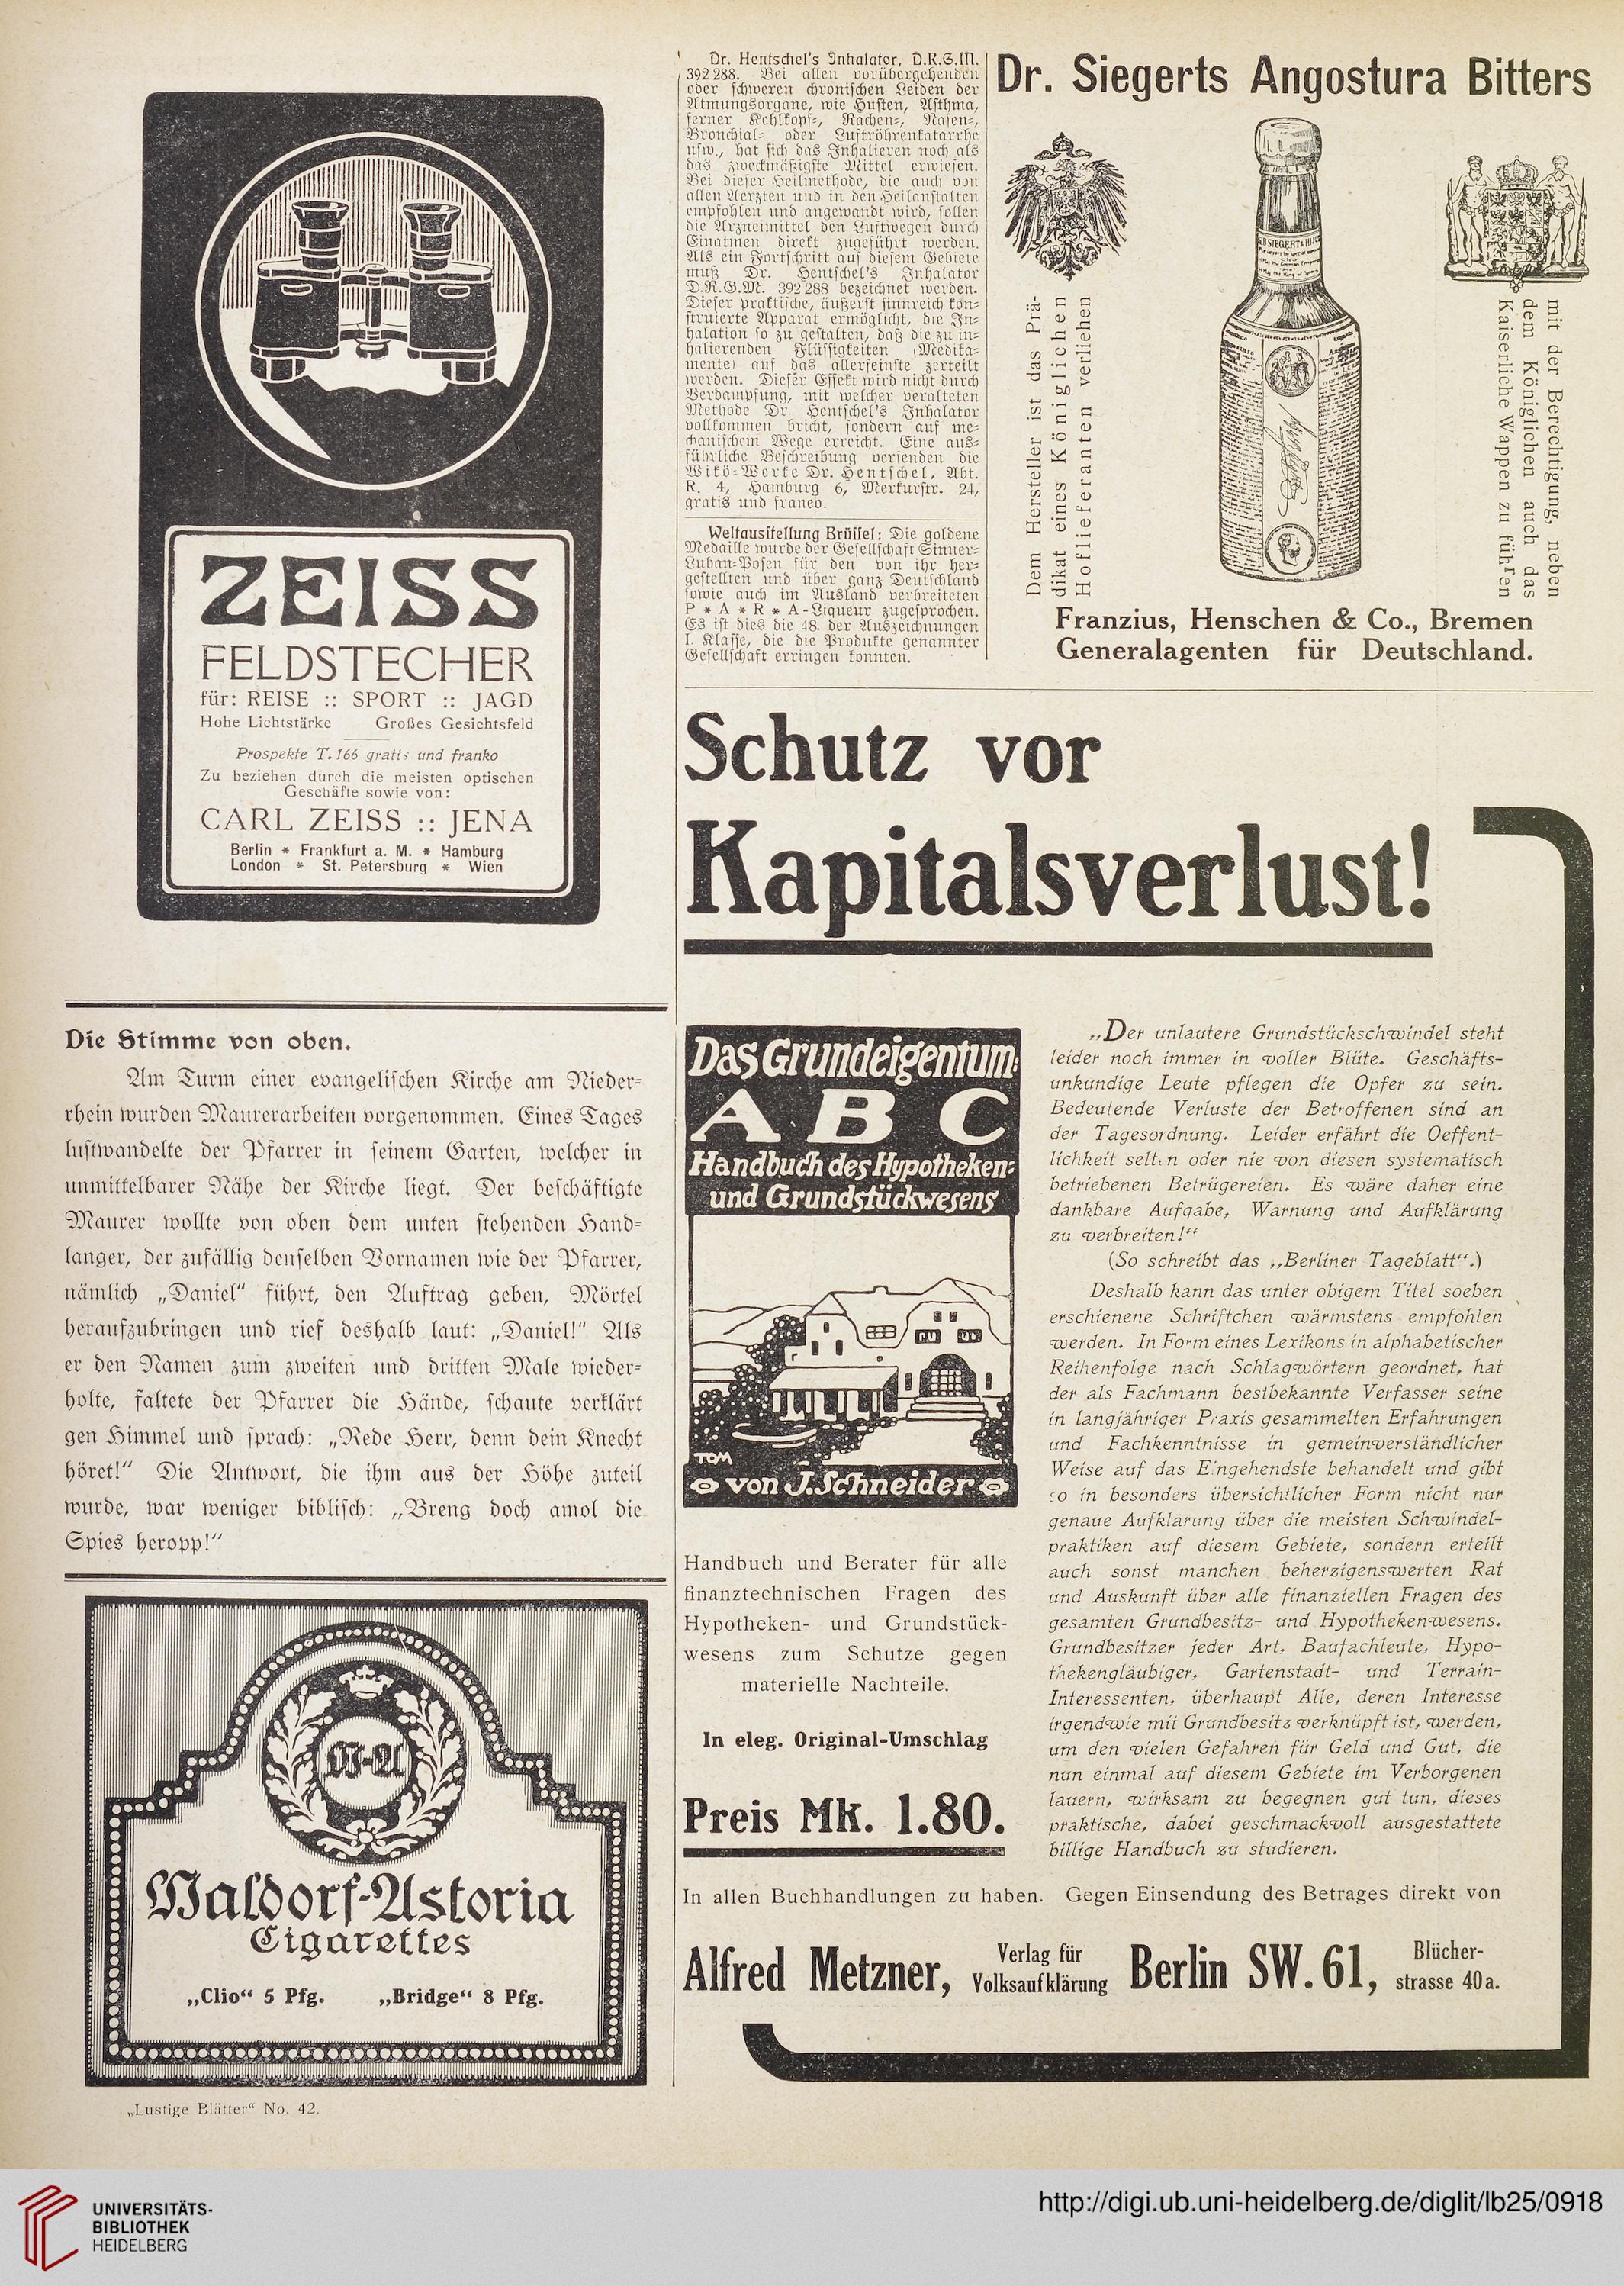 ZEISS
FELDSTECHER
für: REISE :: SPORT :: JAGD
Hohe Lichtstärke Großes Gesichtsfeld
Prospekte T. 166 gratis und franko
Zu beziehen durch die meisten optischen
Geschäfte sowie von:
CARL ZEISS :: JENA
Berlin * Frankfurt a. M. * Hamburg
London * St. Petersburg * Wien
Die Stimme von oben.
Am Turm einer evangelischen Kirche am Nieder-
rhein wurden Maurerarbeiten vorgenommen. Eines Tages
lustwandelte der Pfarrer in seinem Garten, welcher in
unmittelbarer Nähe der Kirche liegt. Der beschäftigte
Maurer wollte von oben dem unten stehenden Hand-
langer, der zufällig denselben Vornamen wie der Pfarrer,
nämlich „Daniel“ führt, den Auftrag geben, Mörtel
heraufzubringen und rief deshalb laut: „Daniel!“ Als
er den Namen zum zweiten und dritten Male wieder-
holte, faltete der Pfarrer die Hände, schaute verklärt
gen Himmel und sprach: „Rede Herr, denn dein Knecht
höret!“ Die Antwort, die ihm aus der Höhe zuteil
wurde, war weniger biblisch: „Breng doch amol die
Spies heropp!“
W-A
Waldorf-Astoria
Cigarettes
„Clio“ 5 Pfg. „Bridge“ 8 Pfg.
„Lustige Blätter“ No. 42.
Dr. Hentschel's Inhalator, D.R.G.M.
392 288. Bei allen vorübergehenden
oder schweren chronischen Leiden der
Atmungsorgane, wie Husten, Asthma,
ferner Kehlkopf-, Rachen-, Nasen-,
Bronchial- oder Luftröhrenkatarrhe
usw., hat sich das Inhalieren noch als
das zweckmäßigste Mittel erwiesen.
Bei dieser Heilmethode, die auch von
allen Aerzten und in den Heilanstalten
empfohlen und angewandt wird, sollen
die Arzneimittel den Luftwegen durch
Einatmen direkt zugeführt werden.
Als ein Fortschritt auf diesem Gebiete
muß Dr. Hentschel's Inhalator
D.R.G.M. 392 288 bezeichnet werden.
Dieser praktische, äußerst sinnreich kon-
struierte Apparat ermöglicht, die In-
halation so zu gestalten, daß die zu in-
halierenden Flüssigkeiten (Medika-
mente) auf das allerfeinste zerteilt
werden. Dieser Effekt wird nicht durch
Verdampfung, mit welcher veralteten
Methode Dr. Hentschel's Inhalator
vollkommen bricht, sondern auf me-
chanischem Wege erreicht. Eine aus-
führliche Beschreibung versenden die
Wikö-Werke Dr. Hentschel, Abt.
R. 4, Hamburg 6, Merkurstr. 24,
gratis und franco.
Weltausstellung Brüssel: Die goldene
Medaille wurde der Gesellschaft Sinner-
Luban-Posen für den von ihr her-
gestellten und über ganz Deutschland
sowie auch im Ausland verbreiteten
P * A * R * A-Liqueur zugesprochen.
Es ist dies die 48. der Auszeichnungen
I. Klasse, die die Produkte genannter
Gesellschaft erringen konnten.
Dr. Siegerts Angostura Bitters
Dem Hersteller ist das Prä-
dikat eines Königlichen
Hoflieferanten verliehen
mit der Berechtigung, neben
dem Königlichen auch das
Kaiserliche Wappen zu führen
Franzius, Henschen & Co., Bremen
Generalagenten für Deutschland.
Schutz vor
Kapitalsverlust!
Das Grundeigentum-
A B C
Handbuch des Hypotheken-
und Grundstückwesens
TOM
von J. Schneider
Handbuch und Berater für alle
finanztechnischen Fragen des
Hypotheken- und Grundstück-
wesens zum Schutze gegen
materielle Nachteile.
In eleg. Original-Umschlag
Preis Mk. 1.80.
„Der unlautere Grundstückschwindel steht
leider noch immer in voller Blüte. Geschäfts-
unkundige Leute pflegen die Opfer zu sein.
Bedeutende Verluste der Betroffenen sind an
der Tagesordnung. Leider erfährt die Oeffent-
lichkeit selten oder nie von diesen systematisch
betriebenen Betrügereien. Es wäre daher eine
dankbare Aufgabe, Warnung und Aufklärung
zu verbreiten!“
(So schreibt das „Berliner Tageblatt“.)
Deshalb kann das unter obigem Titel soeben
erschienene Schriftchen wärmstens empfohlen
werden. In Form eines Lexikons in alphabetischer
Reihenfolge nach Schlagwörtern geordnet, hat
der als Fachmann bestbekannte Verfasser seine
in langjähriger Praxis gesammelten Erfahrungen
und Fachkenntnisse in gemeinverständlicher
Weise auf das Eingehendste behandelt und gibt
so in besonders übersichtlicher Form nicht nur
genaue Aufklärung über die meisten Schwindel-
praktiken auf diesem Gebiete, sondern erteilt
auch sonst manchen beherzigenswerten Rat
und Auskunft über alle finanziellen Fragen des
gesamten Grundbesitz- und Hypothekenwesens.
Grundbesitzer jeder Art, Baufachleute, Hypo-
thekengläubiger, Gartenstadt- und Terrain-
Interessenten, überhaupt Alle, deren Interesse
irgendwie mit Grundbesitz verknüpft ist, werden,
um den vielen Gefahren für Geld und Gut, die
nun einmal auf diesem Gebiete im Verborgenen
lauern, wirksam zu begegnen gut tun, dieses
praktische, dabei geschmackvoll ausgestattete
billige Handbuch zu studieren.
In allen Buchhandlungen zu haben. Gegen Einsendung des Betrages direkt von
Alfred Metzner, Verlag für Volksaufklärung Berlin SW. 61, Blücher-strasse 40a.
UNIVERSITÄTS-
BIBLIOTHEK
HEIDELBERG
http://digi.ub.uni-heidelberg.de/diglit/lb25/0918